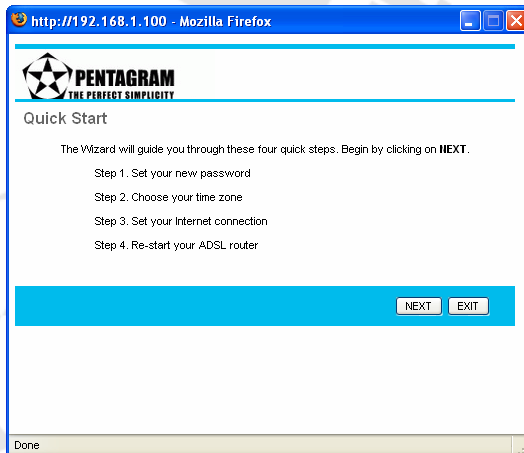 http://192.168.1.100 - Mozilla Firefox
PENTAGRAM
THE PERFECT SIMPLICITY
Quick Start
The Wizard will guide you through these four quick steps. Begin by clicking on NEXT.
Step 1. Set your new password
Step 2. Choose your time zone
Step 3. Set your Internet connection
Step 4. Re-start your ADSL router
NEXT EXIT
Done